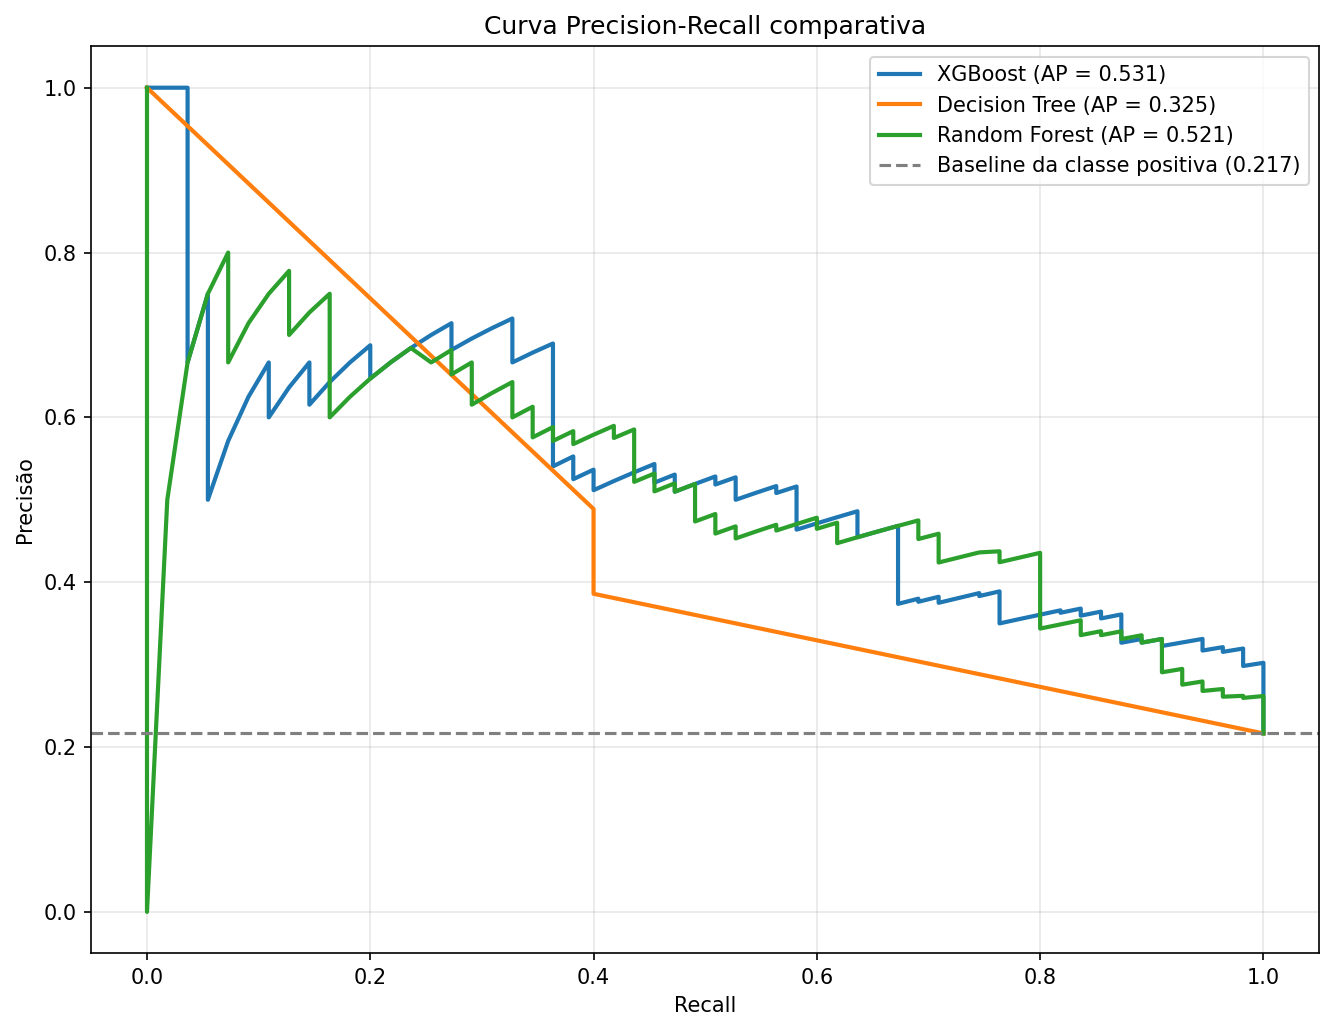 Curva Precision-Recall comparativa
XGBoost (AP = 0.531)
Decision Tree (AP = 0.325)
Random Forest (AP = 0.521)
Baseline da classe positiva (0.217)
Precisão
1.0
0.8
0.6
0.4
0.2
0.0
0.0 0.2 0.4 0.6 0.8 1.0
Recall